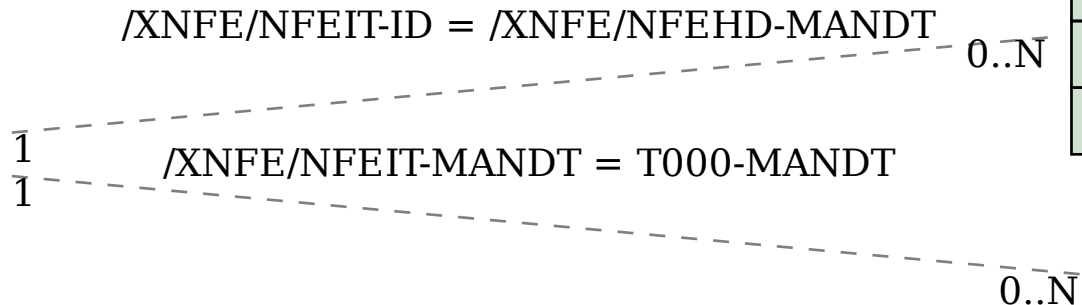 /XNFE/NFEIT-ID = /XNFE/NFEHD-MANDT
0..N
1
/XNFE/NFEIT-MANDT = T000-MANDT
1
0..N